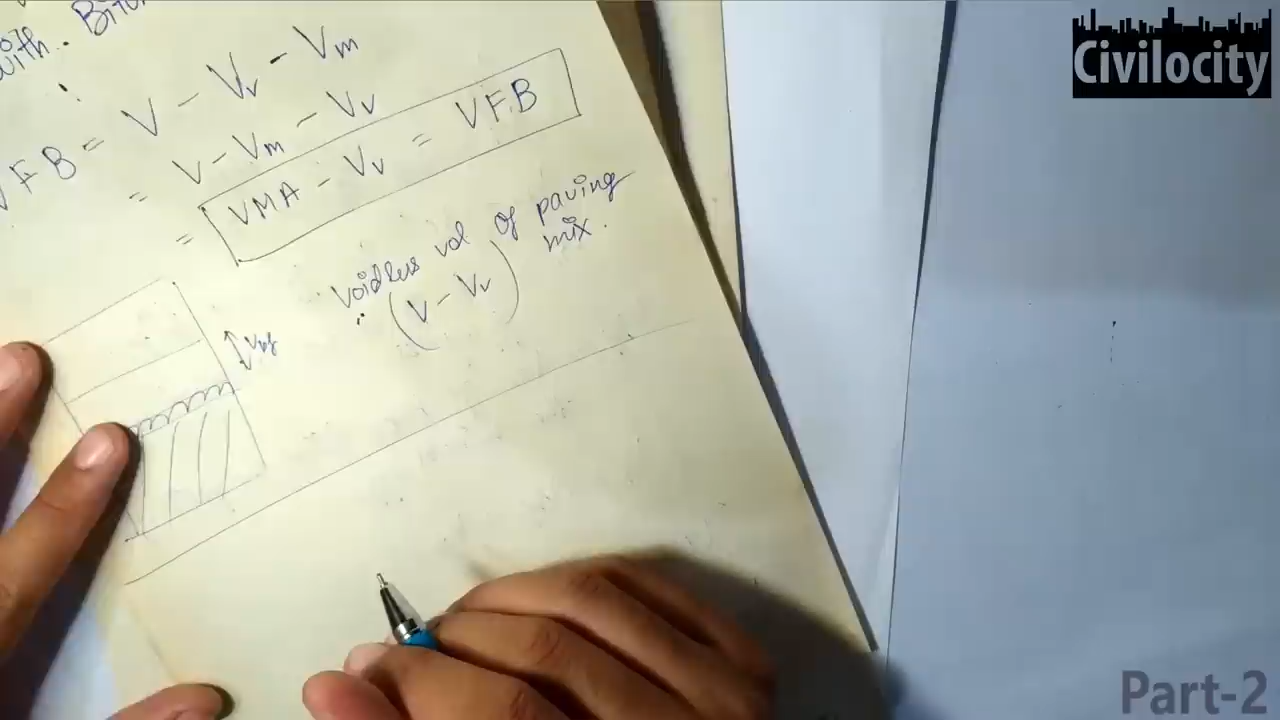 with. Bitu
VFB = V - Vv - Vm
= V - Vm - Vv
= VMA - Vv = VFB
Voidless vol of paving
mix.
: (V - Vv)
Civilocity
Part-2